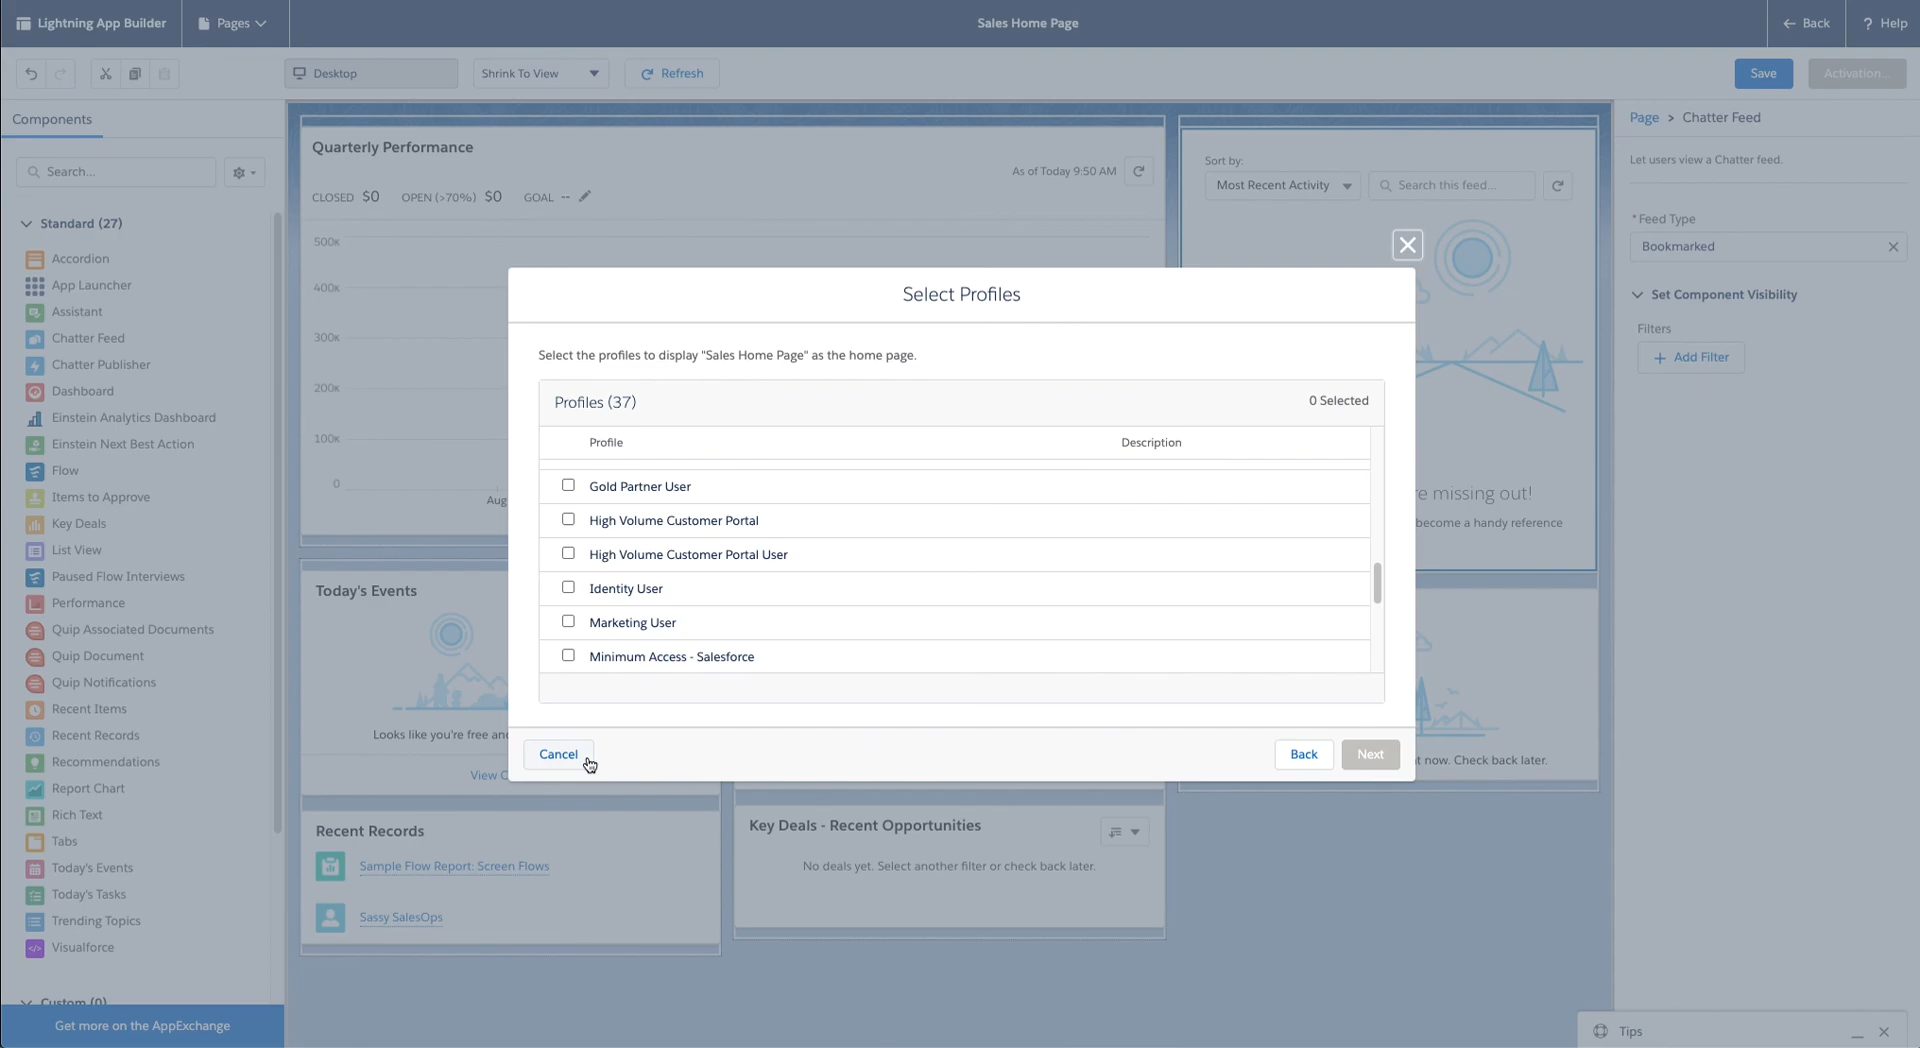 Lightning App Builder
Pages
Sales Home Page
Back
? Help
Desktop
Shrink To View
Refresh
Save
Activation...
Components
Search...
Standard (27)
Accordion
App Launcher
Assistant
Chatter Feed
Chatter Publisher
Dashboard
Einstein Analytics Dashboard
Einstein Next Best Action
Flow
Items to Approve
Key Deals
List View
Paused Flow Interviews
Performance
Quip Associated Documents
Quip Document
Quip Notifications
Recent Items
Recent Records
Recommendations
Report Chart
Rich Text
Tabs
Today's Events
Today's Tasks
Trending Topics
Visualforce
Custom (0)
Get more on the AppExchange
Quarterly Performance
As of Today 9:50 AM
CLOSED $0 OPEN (>70%) $0 GOAL --
500K
400K
300K
200K
100K
0
Aug
Today's Events
Looks like you're free and
View C
Recent Records
Sample Flow Report: Screen Flows
Sassy SalesOps
Key Deals - Recent Opportunities
No deals yet. Select another filter or check back later.
Sort by:
Most Recent Activity
Search this feed...
re missing out!
become a handy reference
t now. Check back later.
Select Profiles
Select the profiles to display "Sales Home Page" as the home page.
Profiles (37)
0 Selected
Profile Description
Gold Partner User
High Volume Customer Portal
High Volume Customer Portal User
Identity User
Marketing User
Minimum Access - Salesforce
Cancel
Back
Next
Page > Chatter Feed
Let users view a Chatter feed.
* Feed Type
Bookmarked
Set Component Visibility
Filters
+ Add Filter
Tips